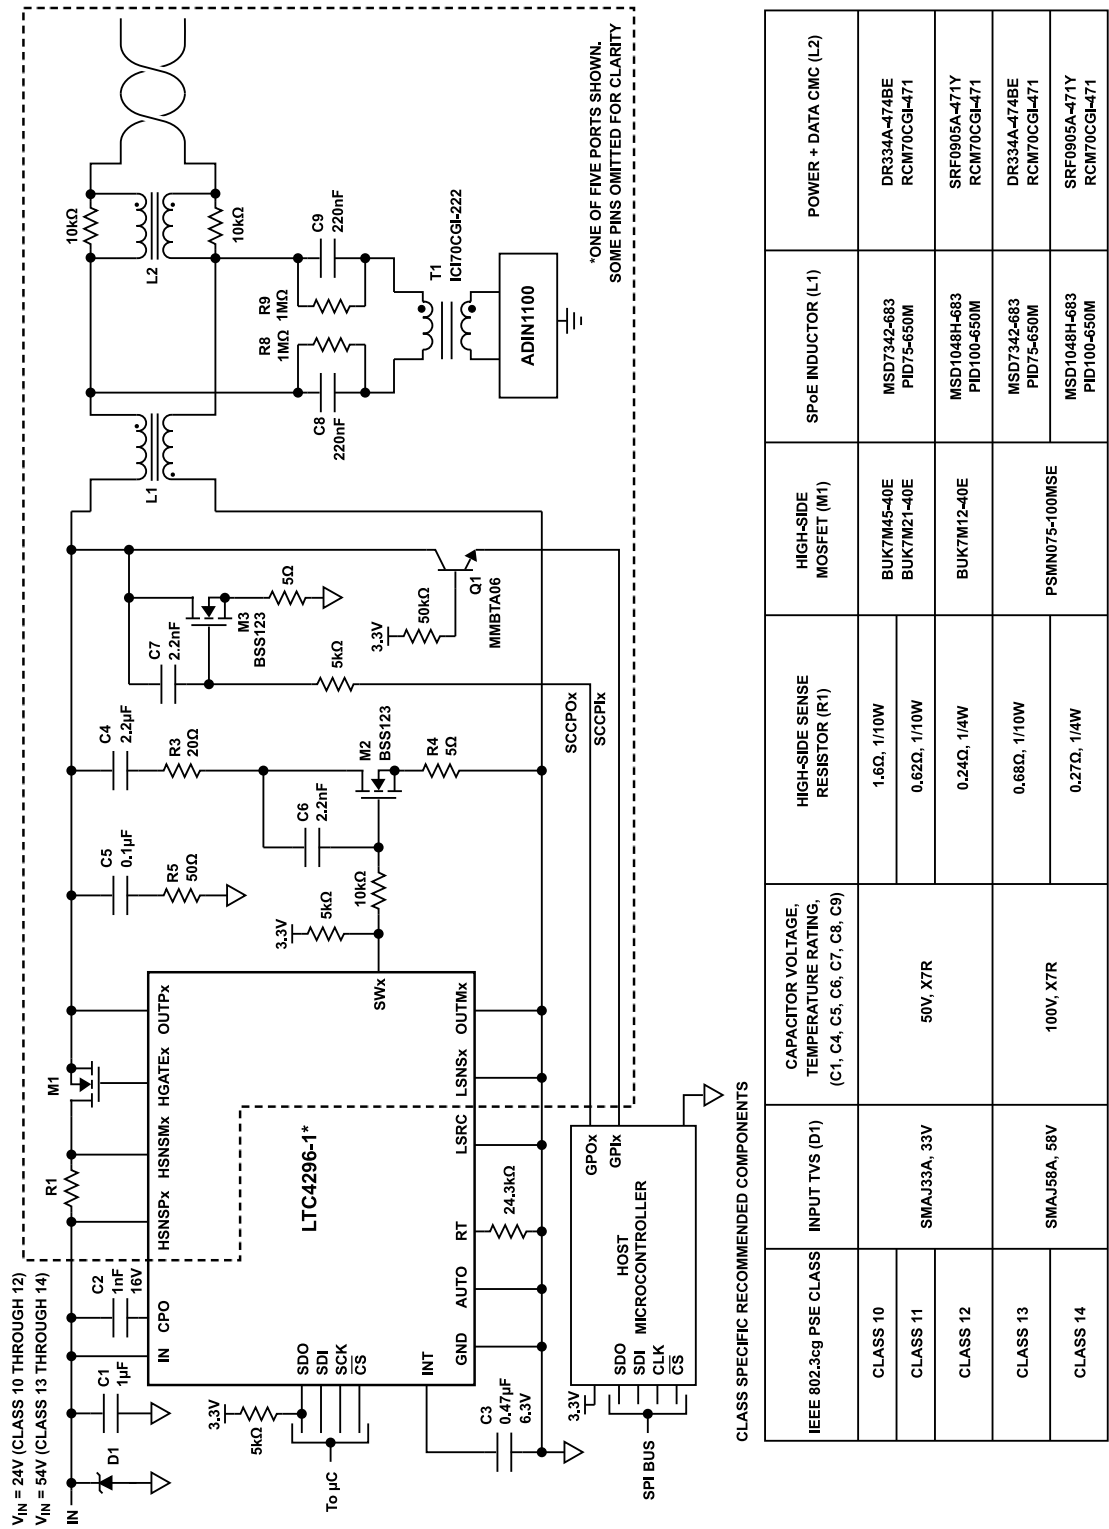 V_IN = 24V (CLASS 10 THROUGH 12)
V_IN = 54V (CLASS 13 THROUGH 14)
IN
D1
C1
1µF
C2
1nF
16V
R1
M1
C5
0.1µF
R5
50Ω
C4
2.2µF
R3
20Ω
C7
2.2nF
M3
BSS123
5Ω
L1
L2
10kΩ
10kΩ
IN
CPO
HSNSPx
HSNSMx
HGATEx
OUTPx
LTC4296-1*
SWx
SDO
SDI
SCK
CS
INT
GND
AUTO
RT
LSRC
LSNSx
OUTMx
3.3V
5kΩ
To µC
C3
0.47µF
6.3V
24.3kΩ
3.3V
5kΩ
10kΩ
C6
2.2nF
M2
BSS123
R4
5Ω
5kΩ
3.3V
50kΩ
Q1
MMBTA06
SCCPOx
SCCPIx
C8
220nF
R8
1MΩ
R9
1MΩ
C9
220nF
T1
ICI70CGI-222
ADIN1100
*ONE OF FIVE PORTS SHOWN.
SOME PINS OMITTED FOR CLARITY
3.3V
SDO
SDI
CLK
CS
SPI BUS
HOST
MICROCONTROLLER
GPOx
GPIx
CLASS SPECIFIC RECOMMENDED COMPONENTS
IEEE 802.3cg PSE CLASS
INPUT TVS (D1)
CAPACITOR VOLTAGE,
TEMPERATURE RATING,
(C1, C4, C5, C6, C7, C8, C9)
HIGH-SIDE SENSE
RESISTOR (R1)
HIGH-SIDE
MOSFET (M1)
SPoE INDUCTOR (L1)
POWER + DATA CMC (L2)
CLASS 10
CLASS 11
CLASS 12
CLASS 13
CLASS 14
SMAJ33A, 33V
SMAJ58A, 58V
50V, X7R
100V, X7R
1.6Ω, 1/10W
0.62Ω, 1/10W
0.24Ω, 1/4W
0.68Ω, 1/10W
0.27Ω, 1/4W
BUK7M45-40E
BUK7M21-40E
BUK7M12-40E
PSMN075-100MSE
MSD7342-683
PID75-650M
MSD1048H-683
PID100-650M
MSD7342-683
PID75-650M
MSD1048H-683
PID100-650M
DR334A-474BE
RCM70CGI-471
SRF0905A-471Y
RCM70CGI-471
DR334A-474BE
RCM70CGI-471
SRF0905A-471Y
RCM70CGI-471